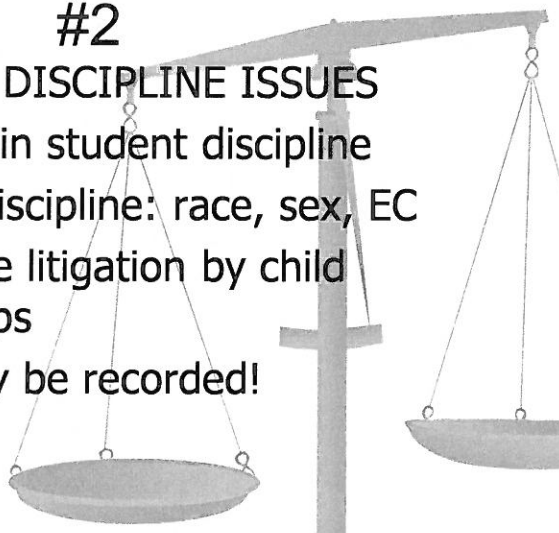 #2
DISCIPLINE ISSUES
in student discipline
iscipline: race, sex, EC
e litigation by child
ps
y be recorded!